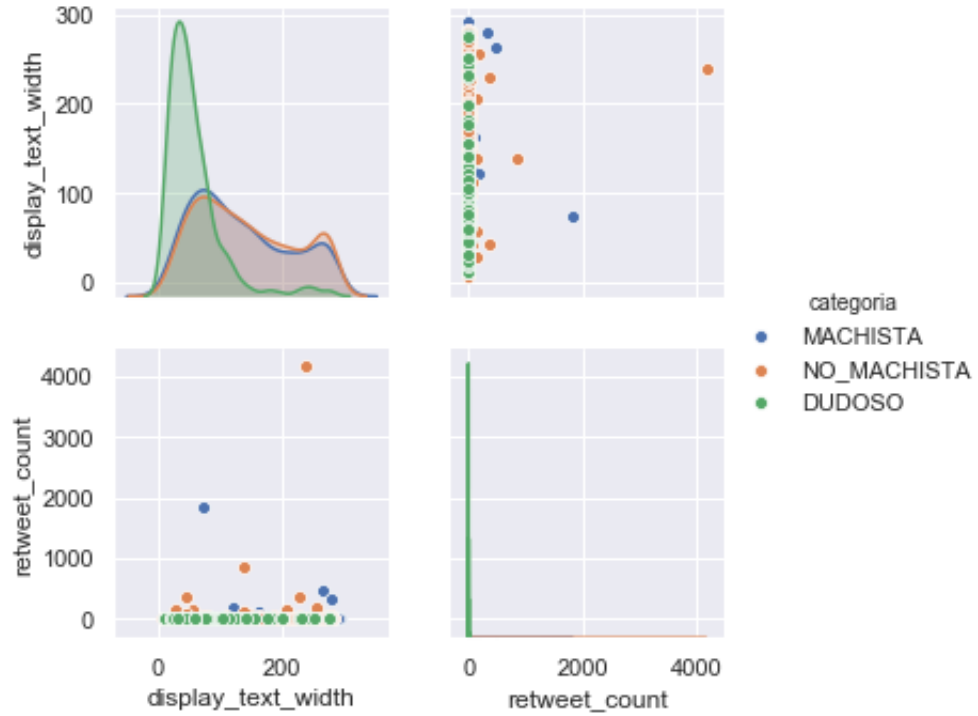 300
200
100
0
display_text_width
categoria
MACHISTA
NO_MACHISTA
DUDOSO
4000
3000
2000
1000
0
retweet_count
0 200
display_text_width
0 2000 4000
retweet_count